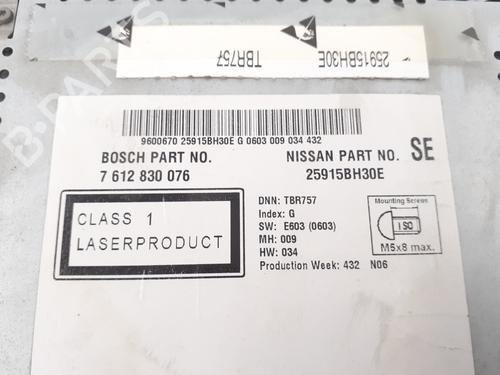 TBR757
25915BH30E
9600670 25915BH30E G 0603 009 034 432
BOSCH PART NO.
7 612 830 076
NISSAN PART NO.
25915BH30E
SE
CLASS 1
LASERPRODUCT
DNN: TBR757
Index: G
SW: E603 (0603)
MH: 009
HW: 034
Production Week: 432 N06
Mounting Screws
ISO
M5x8 max.